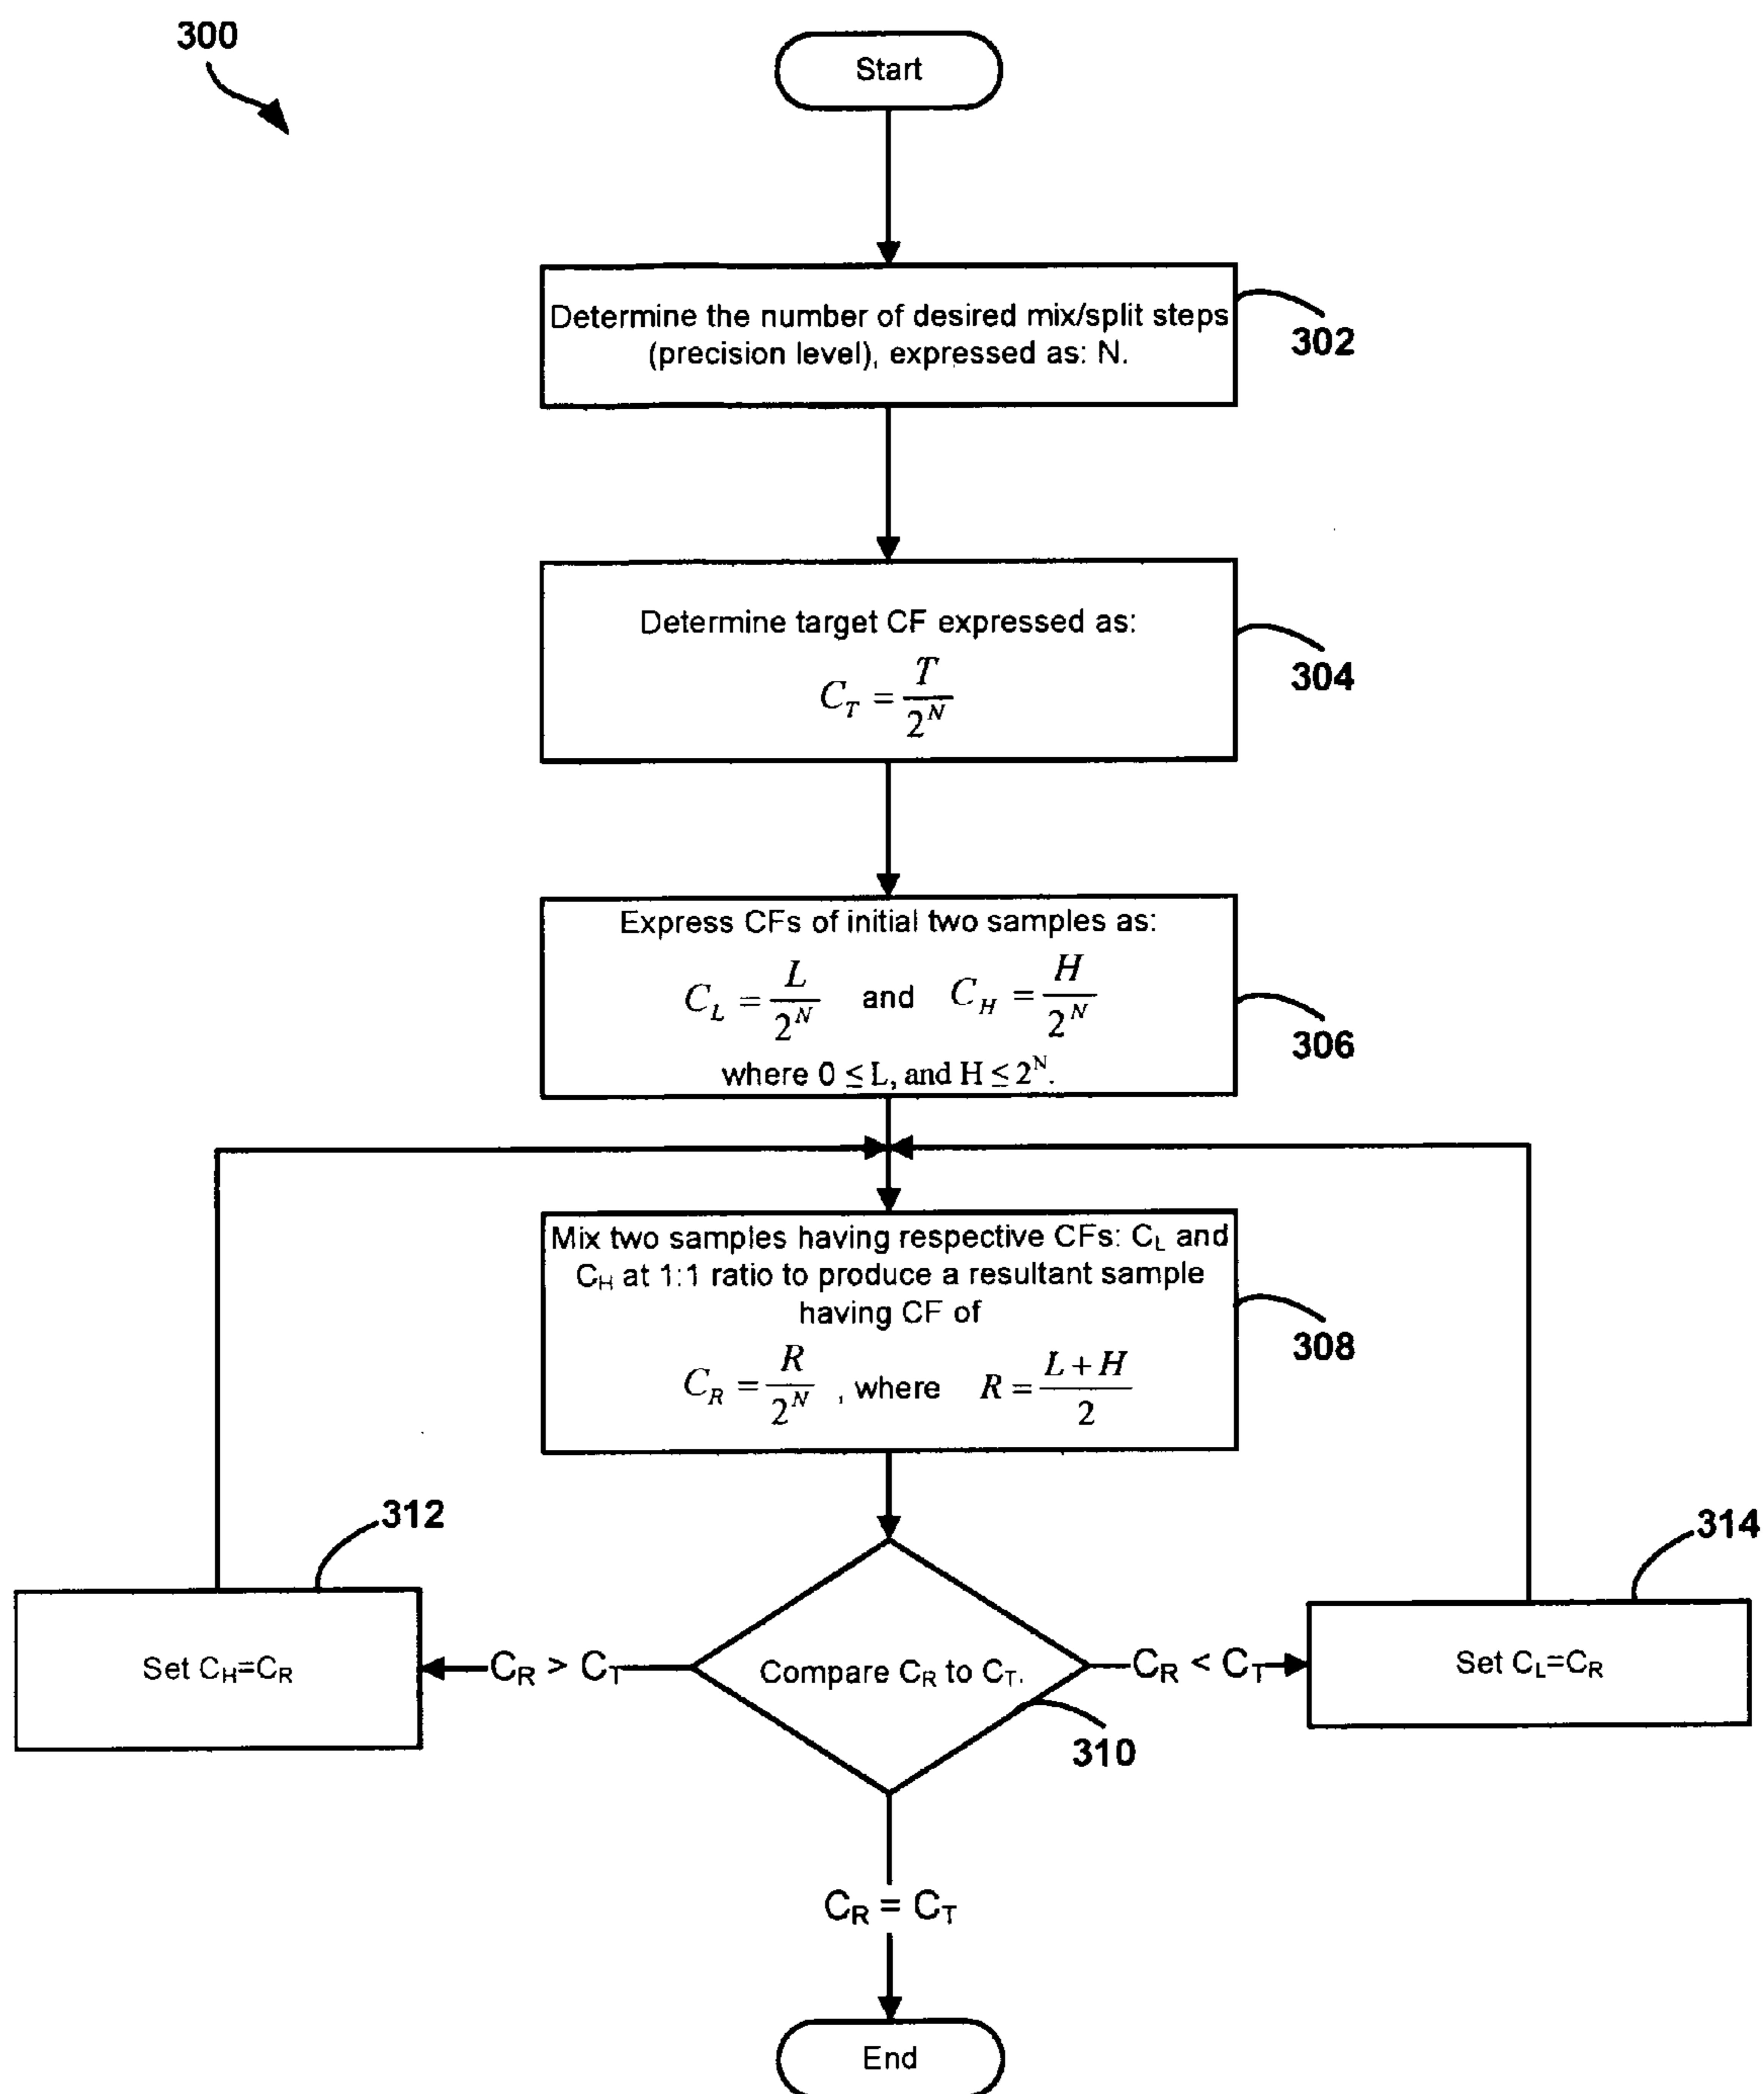 300
Start
Determine the number of desired mix/split steps
(precision level), expressed as: N.
302
Determine target CF expressed as:
C_T = T / 2^N
304
Express CFs of initial two samples as:
C_L = L / 2^N and C_H = H / 2^N
where 0 ≤ L, and H ≤ 2^N.
306
Mix two samples having respective CFs: C_L and
C_H at 1:1 ratio to produce a resultant sample
having CF of
C_R = R / 2^N , where R = L + H / 2
308
312
314
Set C_H=C_R
C_R > C_T
Compare C_R to C_T.
C_R < C_T
Set C_L=C_R
310
C_R = C_T
End